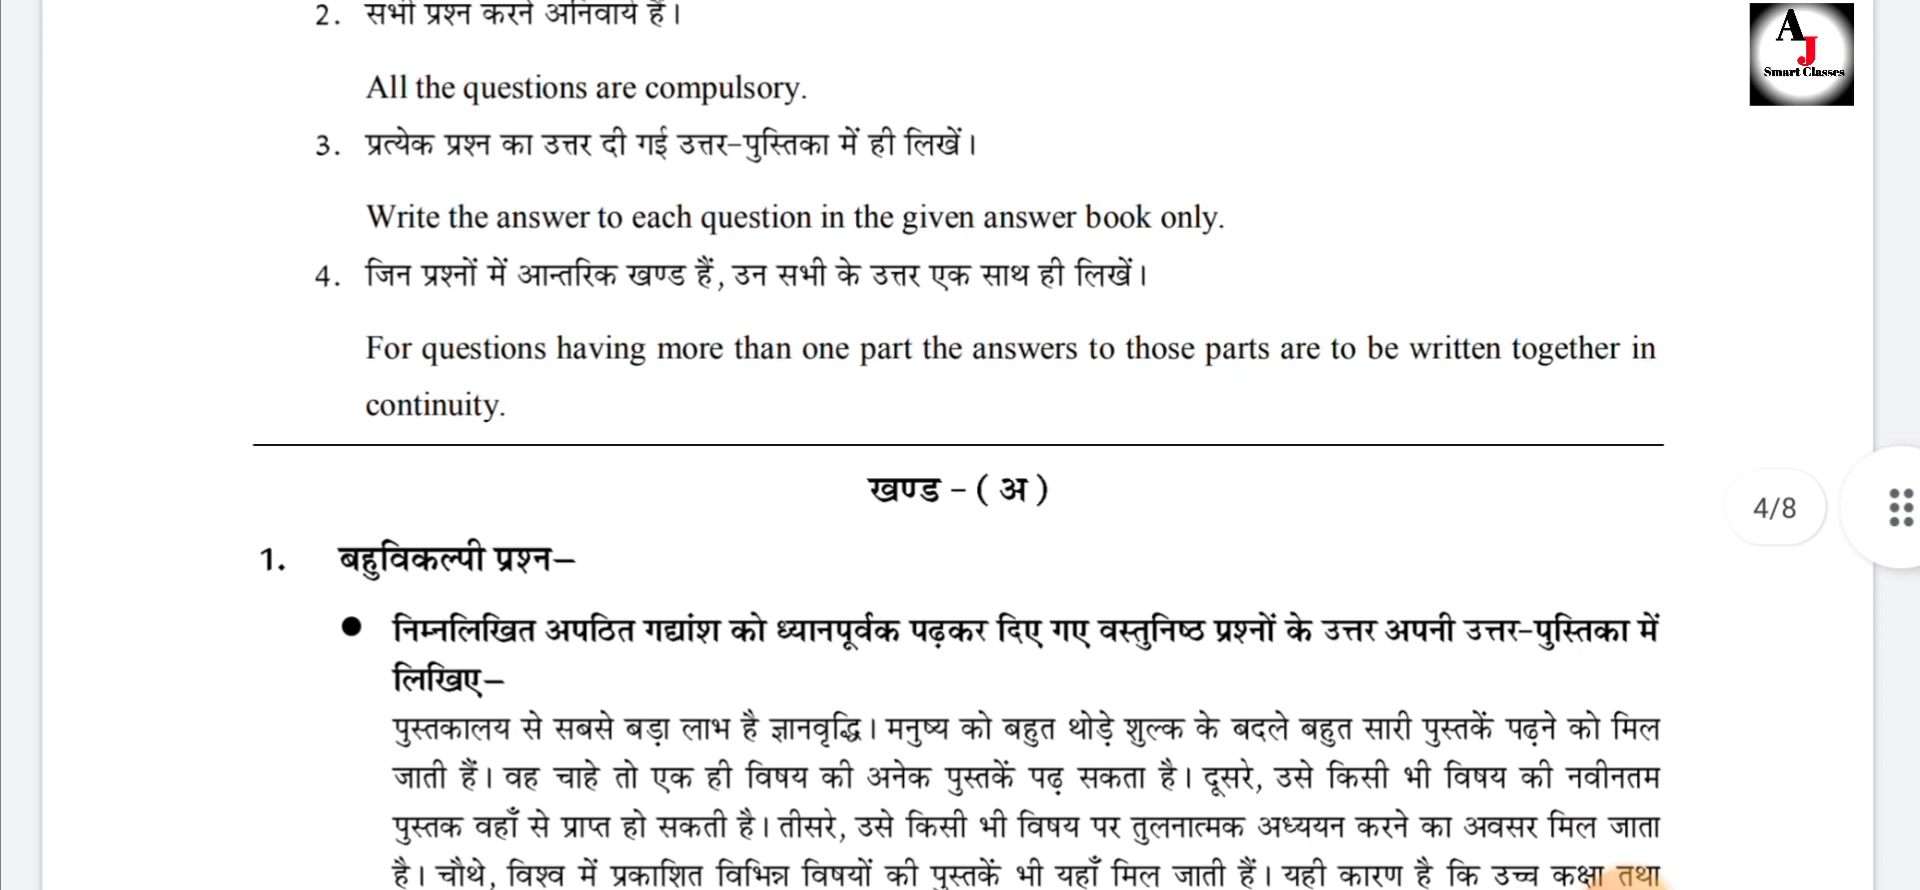 2. सभी प्रश्न करने अनिवार्य हैं।
All the questions are compulsory.
3. प्रत्येक प्रश्न का उत्तर दी गई उत्तर-पुस्तिका में ही लिखें।
Write the answer to each question in the given answer book only.
4. जिन प्रश्नों में आन्तरिक खण्ड हैं, उन सभी के उत्तर एक साथ ही लिखें।
For questions having more than one part the answers to those parts are to be written together in
continuity.
खण्ड - ( अ )
1. बहुविकल्पी प्रश्न–
● निम्नलिखित अपठित गद्यांश को ध्यानपूर्वक पढ़कर दिए गए वस्तुनिष्ठ प्रश्नों के उत्तर अपनी उत्तर-पुस्तिका में
लिखिए–
पुस्तकालय से सबसे बड़ा लाभ है ज्ञानवृद्धि। मनुष्य को बहुत थोड़े शुल्क के बदले बहुत सारी पुस्तकें पढ़ने को मिल
जाती हैं। वह चाहे तो एक ही विषय की अनेक पुस्तकें पढ़ सकता है। दूसरे, उसे किसी भी विषय की नवीनतम
पुस्तक वहाँ से प्राप्त हो सकती है। तीसरे, उसे किसी भी विषय पर तुलनात्मक अध्ययन करने का अवसर मिल जाता
है। चौथे, विश्व में प्रकाशित विभिन्न विषयों की पुस्तकें भी यहाँ मिल जाती हैं। यही कारण है कि उच्च कक्षा तथा
AJ
Smart Classes
4/8